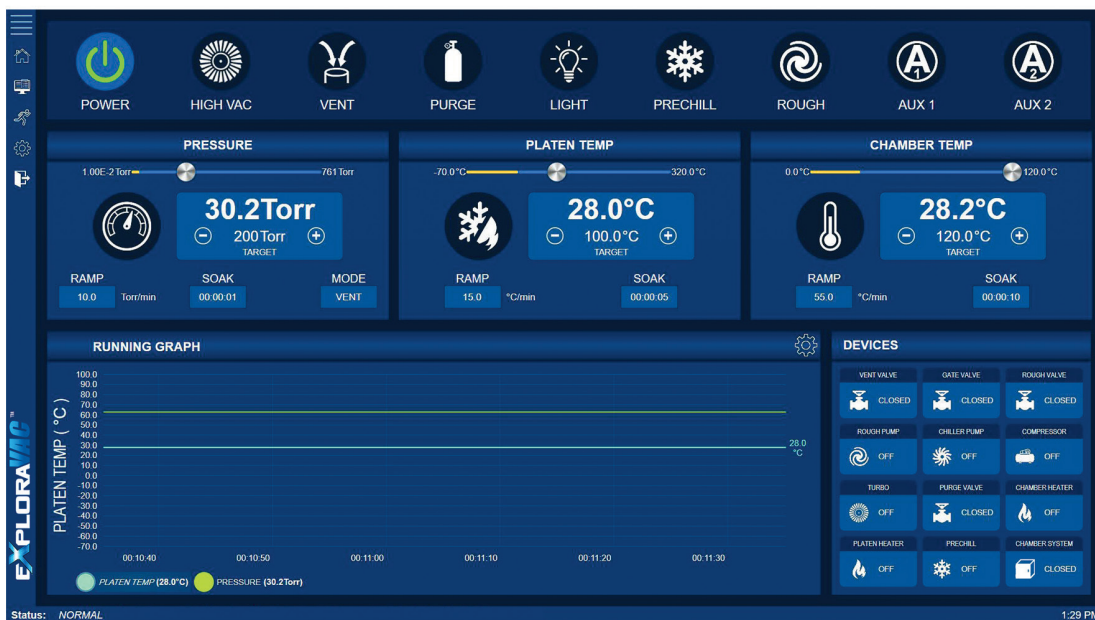 POWER HIGH VAC VENT PURGE LIGHT PRECHILL ROUGH AUX 1 AUX 2
A1 A2
PRESSURE
1.00E-2 Torr 761 Torr
30.2Torr
200 Torr
TARGET
RAMP SOAK MODE
10.0 Torr/min 00:00:01 VENT
PLATEN TEMP
-70.0°C 320.0°C
28.0°C
100.0°C
TARGET
RAMP SOAK
15.0 °C/min 00:00:05
CHAMBER TEMP
0.0°C 120.0°C
28.2°C
120.0°C
TARGET
RAMP SOAK
55.0 °C/min 00:00:10
RUNNING GRAPH
PLATEN TEMP ( °C )
100.0
90.0
80.0
70.0
60.0
50.0
40.0
30.0
20.0
10.0
0.0
-10.0
-20.0
-30.0
-40.0
-50.0
-60.0
-70.0
28.0
°C
00:10:40 00:10:50 00:11:00 00:11:10 00:11:20 00:11:30
PLATEN TEMP (28.0°C) PRESSURE (30.2Torr)
DEVICES
VENT VALVE GATE VALVE ROUGH VALVE
CLOSED CLOSED CLOSED
ROUGH PUMP CHILLER PUMP COMPRESSOR
OFF OFF OFF
TURBO PURGE VALVE CHAMBER HEATER
OFF CLOSED OFF
PLATEN HEATER PRECHILL CHAMBER SYSTEM
OFF OFF CLOSED
EXPLORAVAC™
Status: NORMAL 1:29 PM